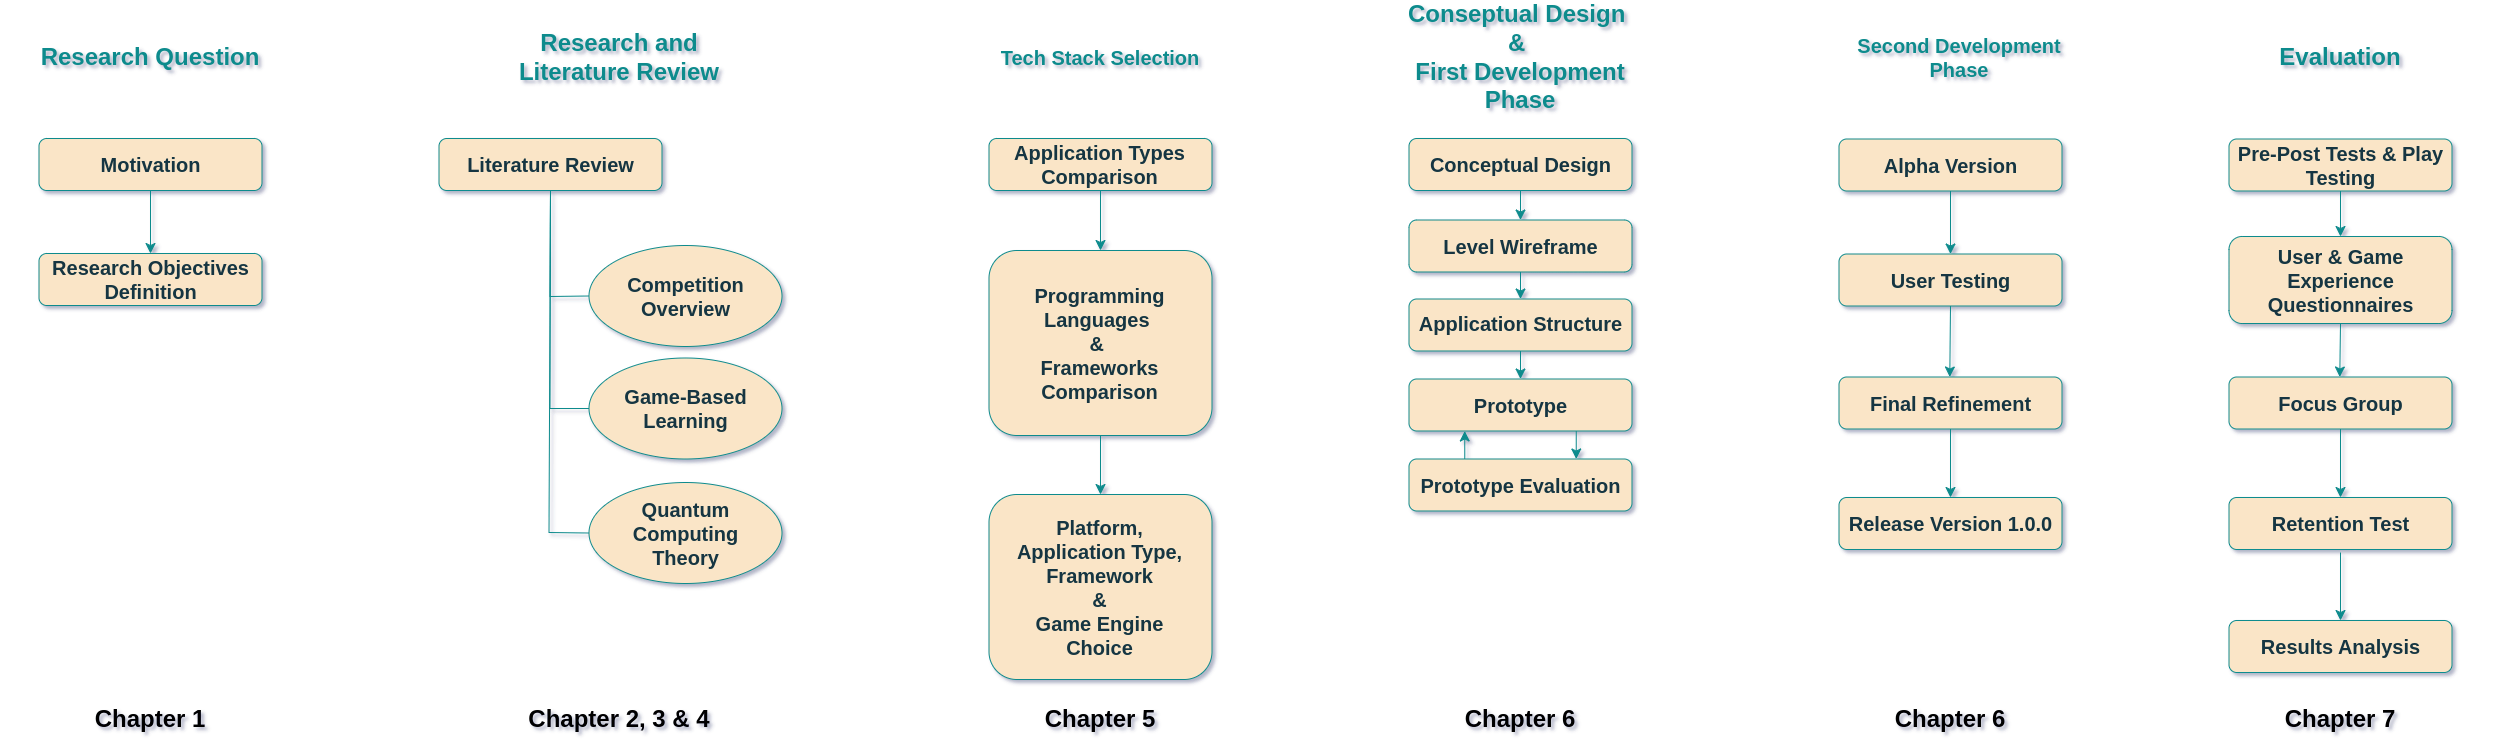 Research Question
Motivation
Research Objectives
Definition
Chapter 1
Research and
Literature Review
Literature Review
Competition
Overview
Game-Based
Learning
Quantum
Computing
Theory
Chapter 2, 3 & 4
Tech Stack Selection
Application Types
Comparison
Programming
Languages
&
Frameworks
Comparison
Platform,
Application Type,
Framework
&
Game Engine
Choice
Chapter 5
Conseptual Design
&
First Development
Phase
Conceptual Design
Level Wireframe
Application Structure
Prototype
Prototype Evaluation
Chapter 6
Second Development
Phase
Alpha Version
User Testing
Final Refinement
Release Version 1.0.0
Chapter 6
Evaluation
Pre-Post Tests & Play
Testing
User & Game
Experience
Questionnaires
Focus Group
Retention Test
Results Analysis
Chapter 7